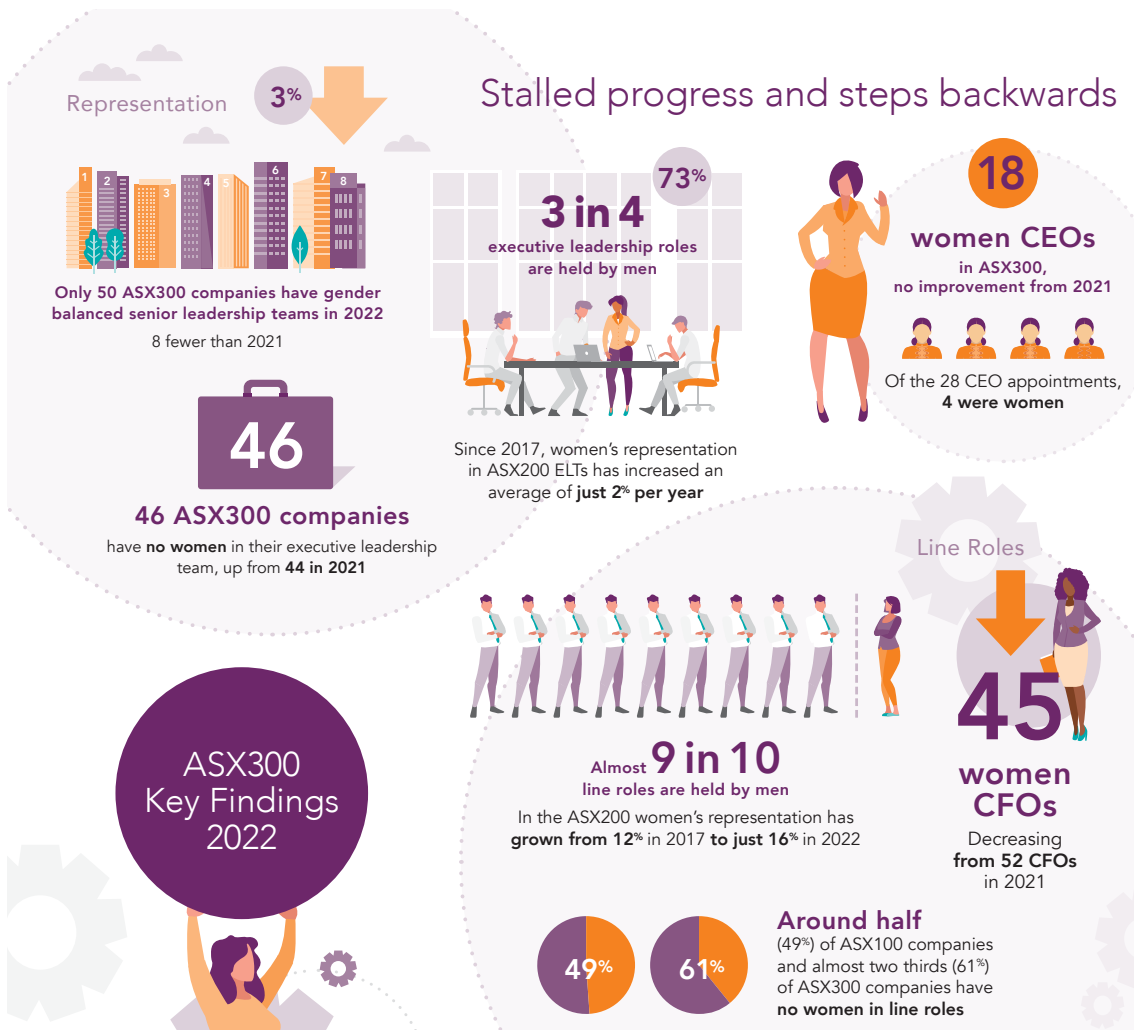 Stalled progress and steps backwards
Representation
3%
1
2
3
4
5
6
7
8
Only 50 ASX300 companies have gender
balanced senior leadership teams in 2022
8 fewer than 2021
46
46 ASX300 companies
have no women in their executive leadership
team, up from 44 in 2021
73%
3 in 4
executive leadership roles
are held by men
Since 2017, women’s representation
in ASX200 ELTs has increased an
average of just 2% per year
18
women CEOs
in ASX300,
no improvement from 2021
Of the 28 CEO appointments,
4 were women
ASX300
Key Findings
2022
Line Roles
Almost 9 in 10
line roles are held by men
In the ASX200 women’s representation has
grown from 12% in 2017 to just 16% in 2022
45
women
CFOs
Decreasing
from 52 CFOs
in 2021
49%
61%
Around half
(49%) of ASX100 companies
and almost two thirds (61%)
of ASX300 companies have
no women in line roles